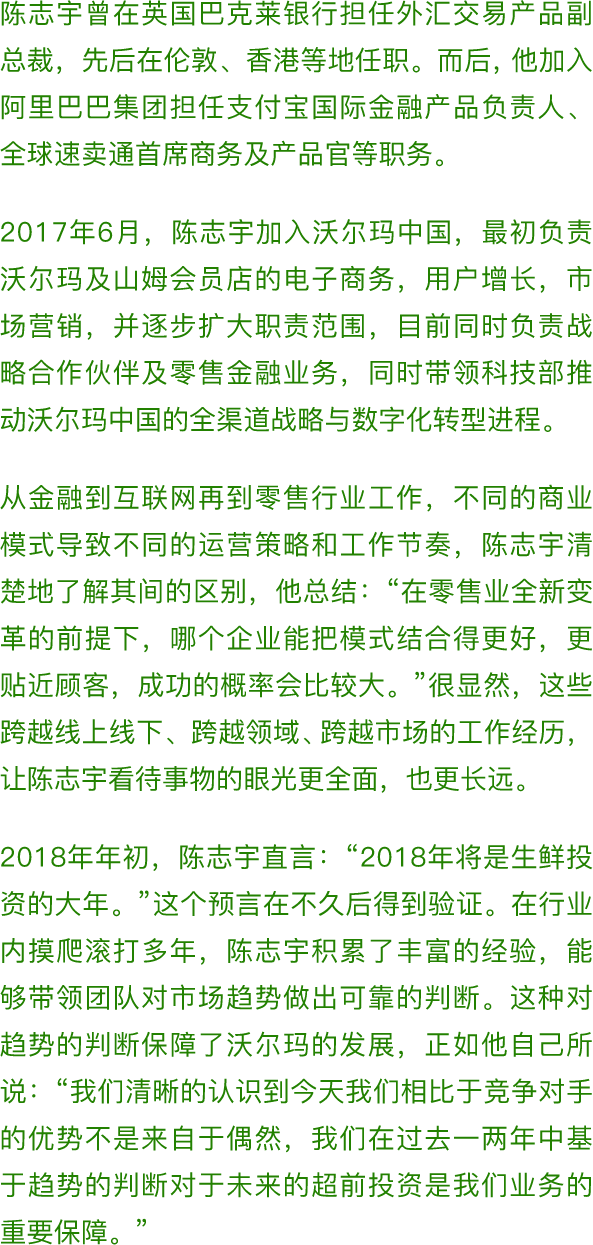 陈志宇曾在英国巴克莱银行担任外汇交易产品副
总裁，先后在伦敦、香港等地任职。而后，他加入
阿里巴巴集团担任支付宝国际金融产品负责人、
全球速卖通首席商务及产品官等职务。
2017年6月，陈志宇加入沃尔玛中国，最初负责
沃尔玛及山姆会员店的电子商务，用户增长，市
场营销，并逐步扩大职责范围，目前同时负责战
略合作伙伴及零售金融业务，同时带领科技部推
动沃尔玛中国的全渠道战略与数字化转型进程。
从金融到互联网再到零售行业工作，不同的商业
模式导致不同的运营策略和工作节奏，陈志宇清
楚地了解其间的区别，他总结：“在零售业全新变
革的前提下，哪个企业能把模式结合得更好，更
贴近顾客，成功的概率会比较大。”很显然，这些
跨越线上线下、跨越领域、跨越市场的工作经历，
让陈志宇看待事物的眼光更全面，也更长远。
2018年年初，陈志宇直言：“2018年将是生鲜投
资的大年。”这个预言在不久后得到验证。在行业
内摸爬滚打多年，陈志宇积累了丰富的经验，能
够带领团队对市场趋势做出可靠的判断。这种对
趋势的判断保障了沃尔玛的发展，正如他自己所
说：“我们清晰的认识到今天我们相比于竞争对手
的优势不是来自于偶然，我们在过去一两年中基
于趋势的判断对于未来的超前投资是我们业务的
重要保障。”